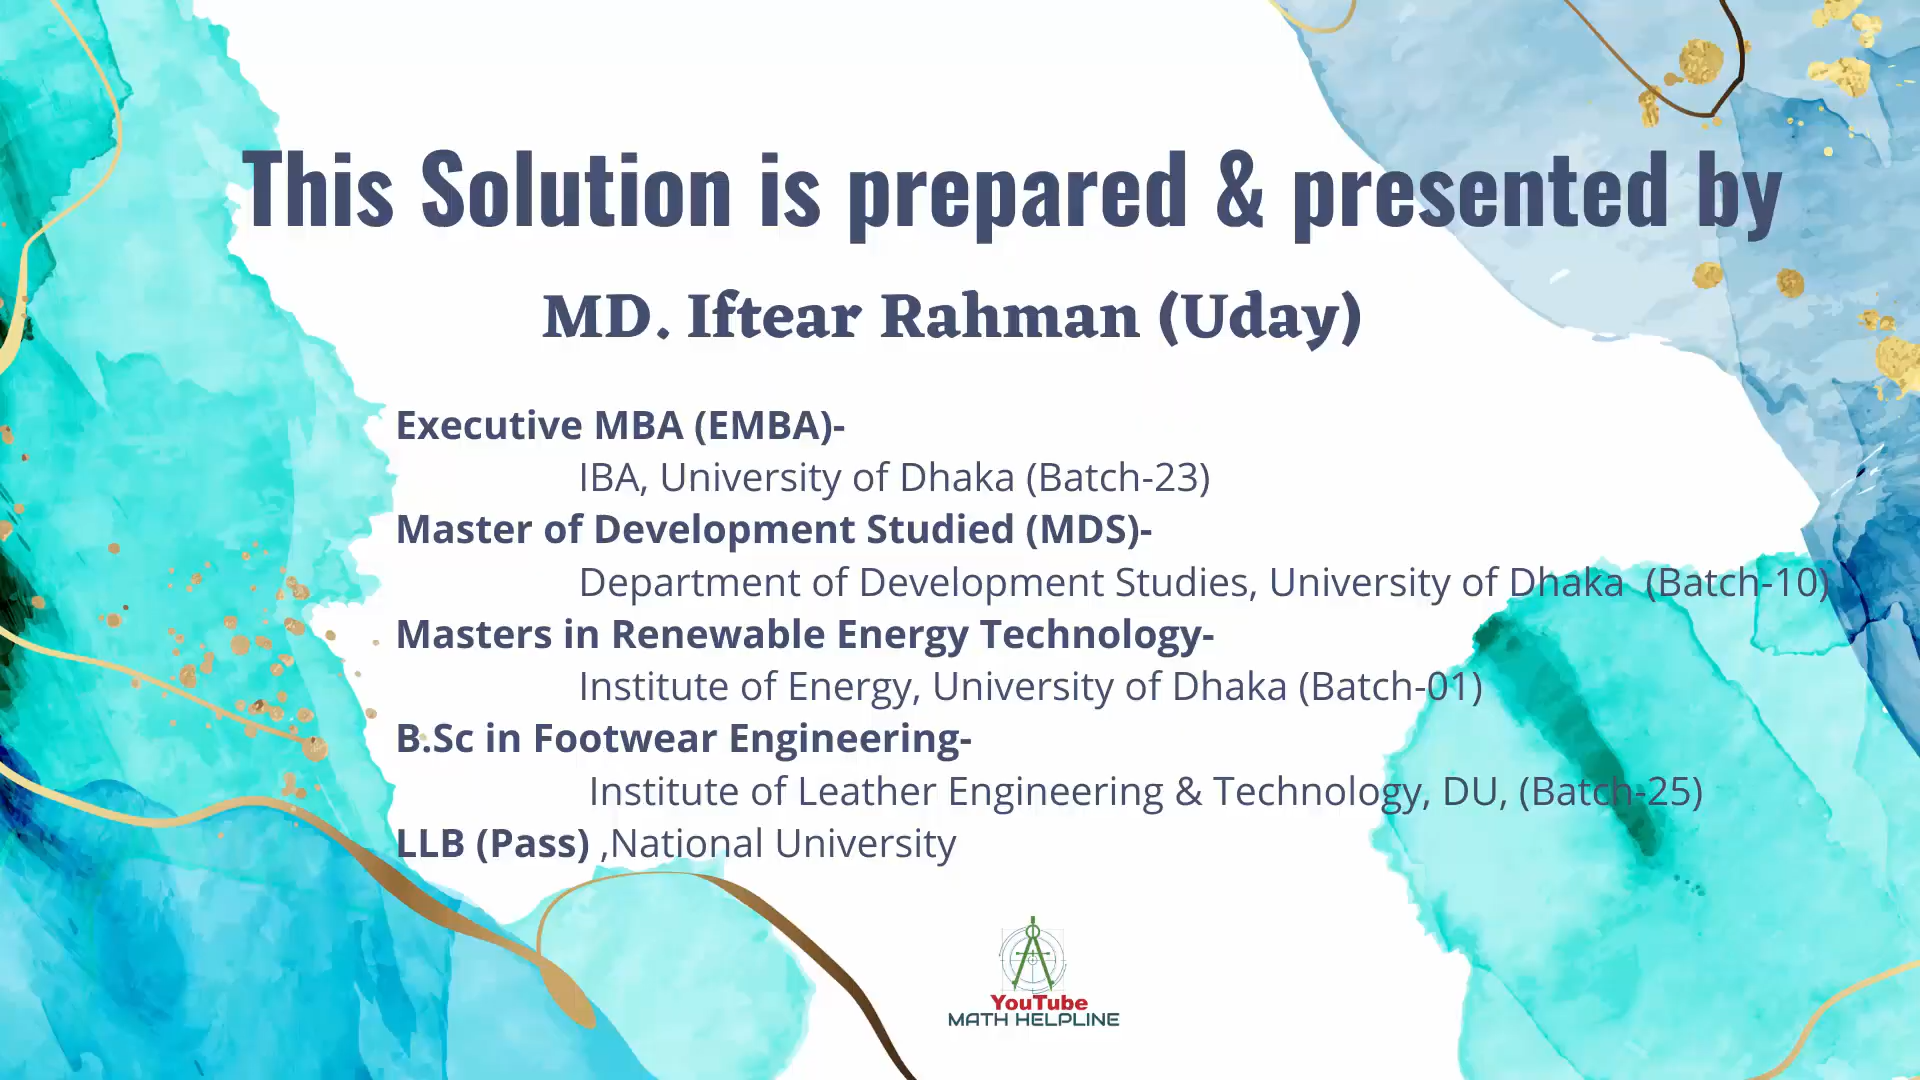 This Solution is prepared & presented by
MD. Iftear Rahman (Uday)
Executive MBA (EMBA)-
IBA, University of Dhaka (Batch-23)
Master of Development Studied (MDS)-
Department of Development Studies, University of Dhaka (Batch-10)
Masters in Renewable Energy Technology-
Institute of Energy, University of Dhaka (Batch-01)
B.Sc in Footwear Engineering-
Institute of Leather Engineering & Technology, DU, (Batch-25)
LLB (Pass) ,National University
YouTube
MATH HELPLINE